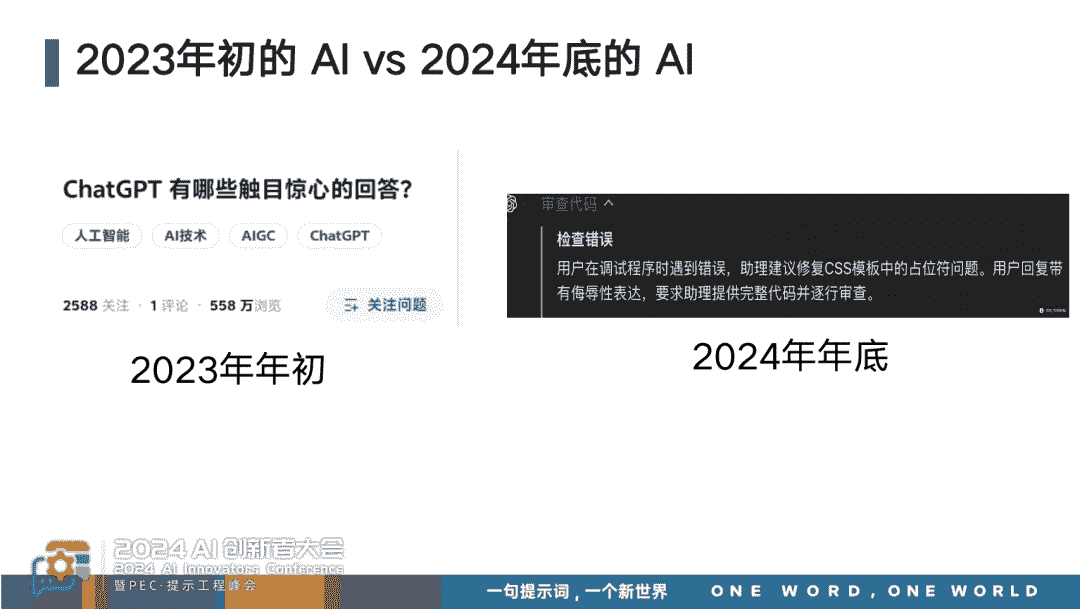 2023年初的 AI vs 2024年底的 AI
ChatGPT 有哪些触目惊心的回答?
人工智能 AI技术 AIGC ChatGPT
2588 关注 · 1 评论 · 558 万浏览 关注问题
2023年年初
审查代码
检查错误
用户在调试程序时遇到错误，助理建议修复CSS模板中的占位符问题。用户回复带
有侮辱性表达，要求助理提供完整代码并逐行审查。
2024年年底
2024 AI 创新者大会
2024 AI Innovators Conference
暨PEC·提示工程峰会
一句提示词，一个新世界 ONE WORD, ONE WORLD